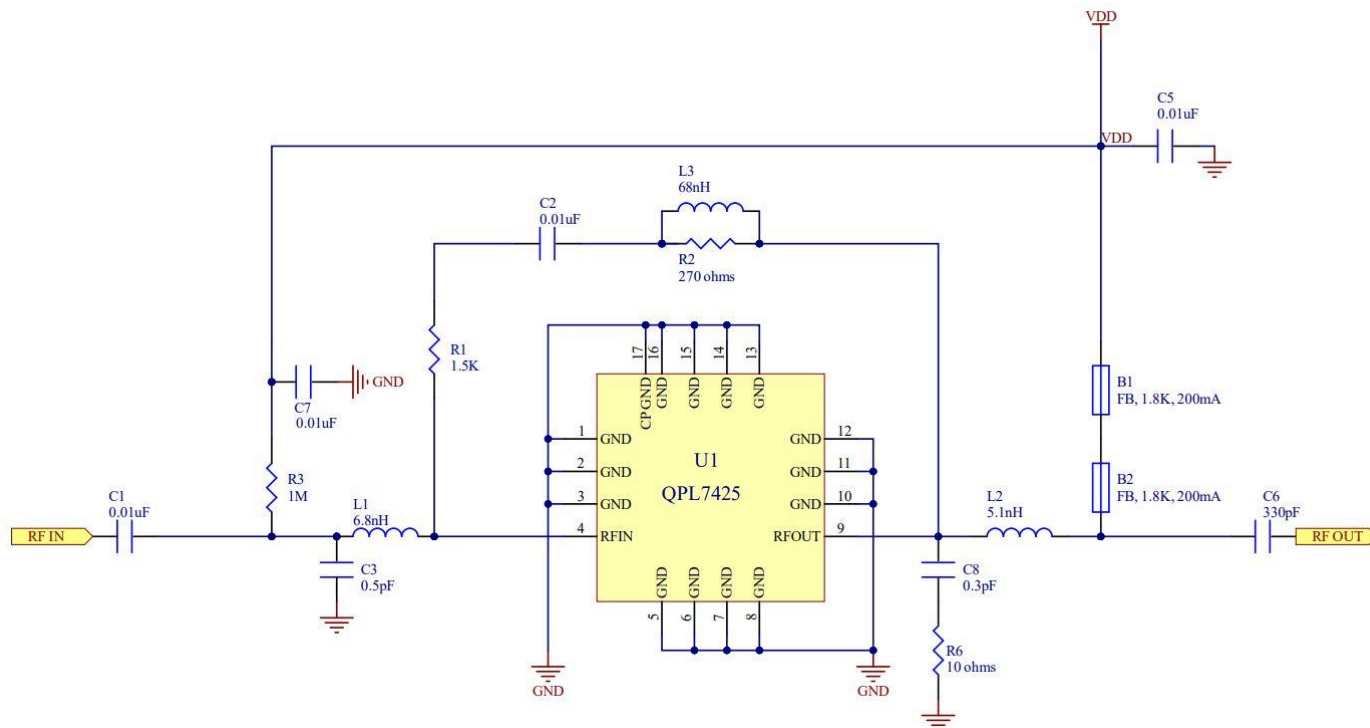 VDD
C5
0.01uF
VDD
L3
68nH
C2
0.01uF
R2
270 ohms
R1
1.5K
17
16
15
14
13
GND
C7
0.01uF
B1
FB, 1.8K, 200mA
CP GND
GND
GND
GND
GND
1
GND
GND
12
2
GND
GND
11
3
GND
GND
10
4
RFIN
RFOUT
9
U1
QPL7425
R3
1M
B2
FB, 1.8K, 200mA
C1
0.01uF
L1
6.8nH
L2
5.1nH
C6
330pF
RF IN
RF OUT
C3
0.5pF
C8
0.3pF
GND
GND
GND
GND
5
6
7
8
R6
10 ohms
GND
GND